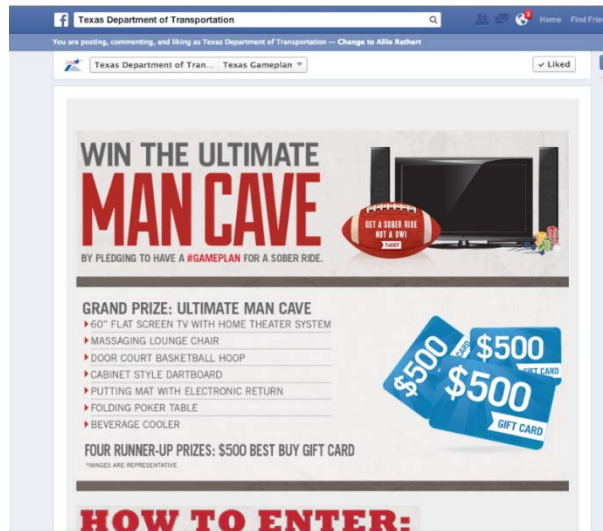 Texas Department of Transportation
3
Home Find Frie
You are posting, commenting, and liking as Texas Department of Transportation — Change to Allie Rathert
Texas Department of Tran... Texas Gameplan
Liked
WIN THE ULTIMATE
MAN CAVE
BY PLEDGING TO HAVE A #GAMEPLAN FOR A SOBER RIDE.
GET A SOBER RIDE
NOT A DWI
TxDOT
GRAND PRIZE: ULTIMATE MAN CAVE
60" FLAT SCREEN TV WITH HOME THEATER SYSTEM
MASSAGING LOUNGE CHAIR
DOOR COURT BASKETBALL HOOP
CABINET STYLE DARTBOARD
PUTTING MAT WITH ELECTRONIC RETURN
FOLDING POKER TABLE
BEVERAGE COOLER
FOUR RUNNER-UP PRIZES: $500 BEST BUY GIFT CARD
*IMAGES ARE REPRESENTATIVE.
$500
CARD
$500
$500
GIFT CARD
HOW TO ENTER: